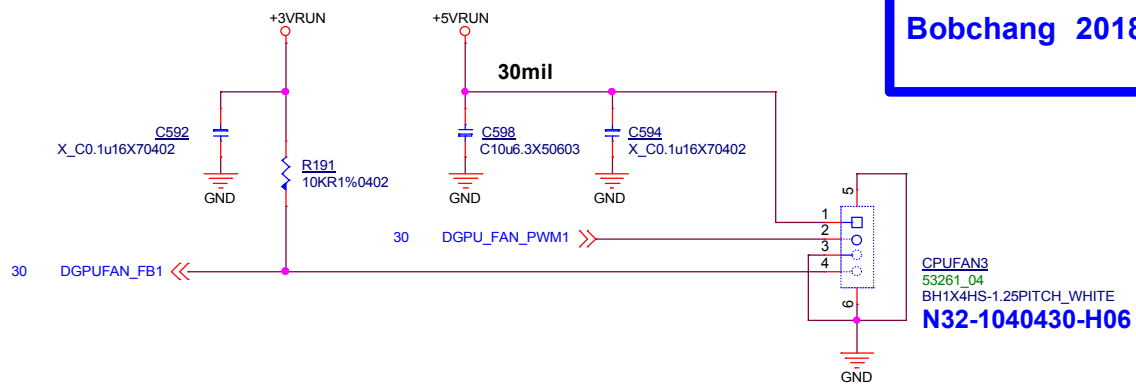 +3VRUN
+5VRUN
Bobchang 2018
30mil
C592
X_C0.1u16X70402
C598
C10u6.3X50603
C594
X_C0.1u16X70402
R191
10KR1%0402
GND
GND
GND
5
1
2
3
4
6
30 DGPU_FAN_PWM1
30 DGPUFAN_FB1
CPUFAN3
53261_04
BH1X4HS-1.25PITCH_WHITE
N32-1040430-H06
GND